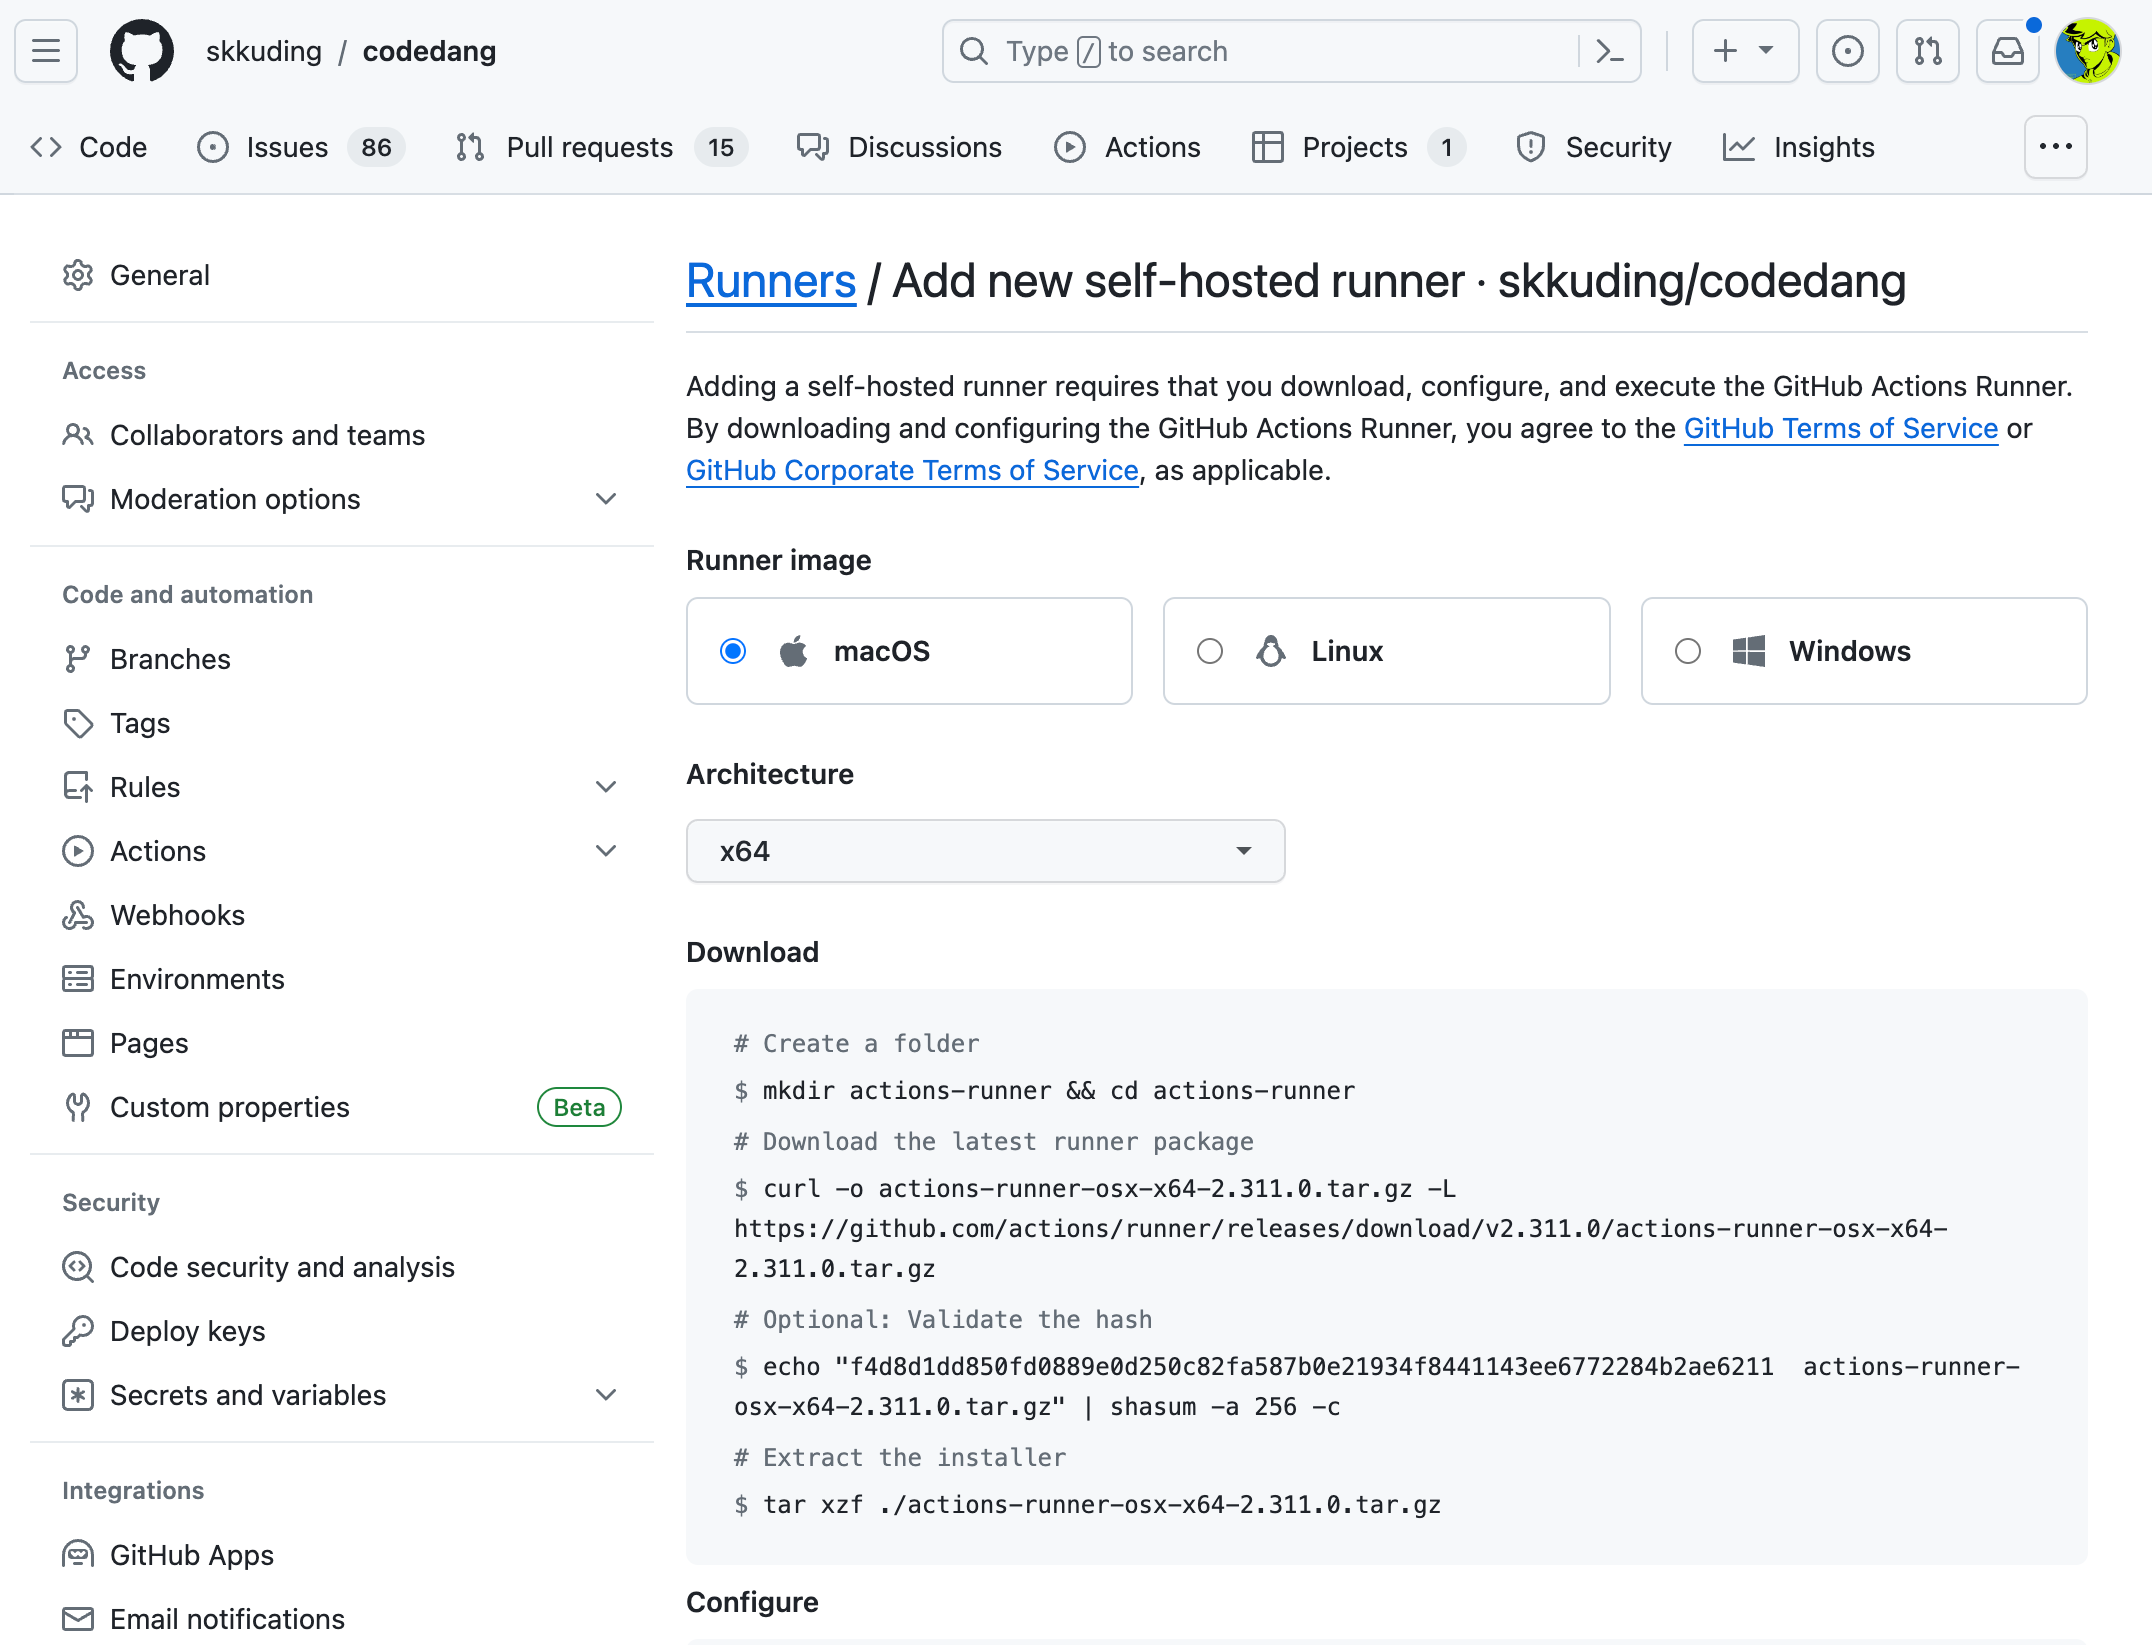 skkuding / codedang
Type / to search
Code
Issues 86
Pull requests 15
Discussions
Actions
Projects 1
Security
Insights
General
Access
Collaborators and teams
Moderation options
Code and automation
Branches
Tags
Rules
Actions
Webhooks
Environments
Pages
Custom properties Beta
Security
Code security and analysis
Deploy keys
Secrets and variables
Integrations
GitHub Apps
Email notifications
Runners / Add new self-hosted runner · skkuding/codedang
Adding a self-hosted runner requires that you download, configure, and execute the GitHub Actions Runner.
By downloading and configuring the GitHub Actions Runner, you agree to the GitHub Terms of Service or
GitHub Corporate Terms of Service, as applicable.
Runner image
macOS
Linux
Windows
Architecture
x64
Download
# Create a folder
$ mkdir actions-runner && cd actions-runner
# Download the latest runner package
$ curl -o actions-runner-osx-x64-2.311.0.tar.gz -L
https://github.com/actions/runner/releases/download/v2.311.0/actions-runner-osx-x64-
2.311.0.tar.gz
# Optional: Validate the hash
$ echo "f4d8d1dd850fd0889e0d250c82fa587b0e21934f8441143ee6772284b2ae6211  actions-runner-
osx-x64-2.311.0.tar.gz" | shasum -a 256 -c
# Extract the installer
$ tar xzf ./actions-runner-osx-x64-2.311.0.tar.gz
Configure